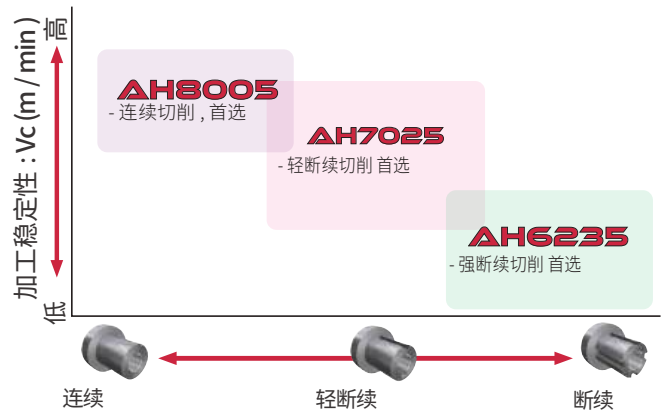 高
加工稳定性 : Vc (m / min)
低
AH8005
- 连续切削 , 首选
AH7025
- 轻断续切削 首选
AH6235
- 强断续切削 首选
连续
轻断续
断续